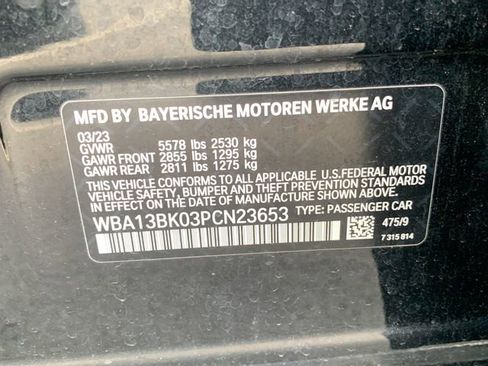 MFD BY BAYERISCHE MOTOREN WERKE AG
03/23
GVWR 5578 lbs 2530 kg
GAWR FRONT 2855 lbs 1295 kg
GAWR REAR 2811 lbs 1275 kg
THIS VEHICLE CONFORMS TO ALL APPLICABLE U.S.FEDERAL MOTOR
VEHICLE SAFETY, BUMPER, AND THEFT PREVENTION STANDARDS IN
EFFECT ON THE DATE OF MANUFACTURE SHOWN ABOVE.
WBA13BK03PCN23653 TYPE: PASSENGER CAR
475/9
7 315 814